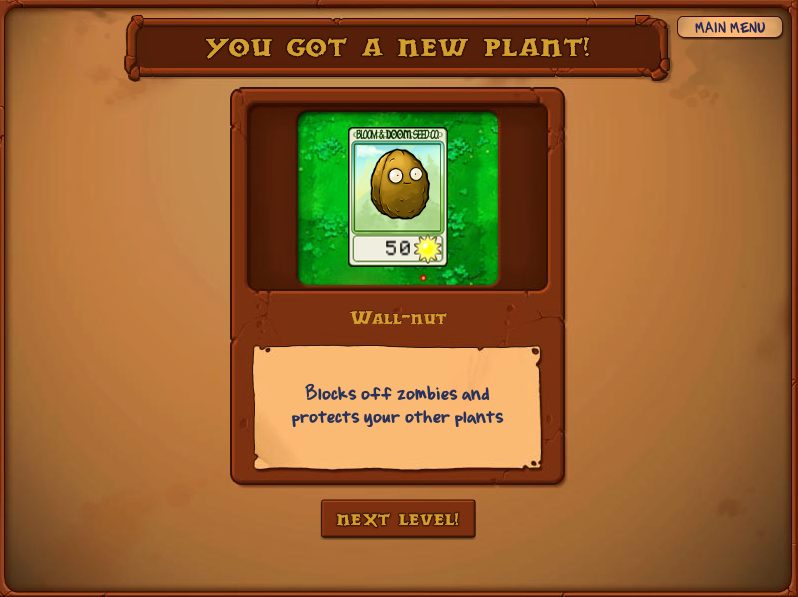 YOU GOT A NEW PLANT!
MAIN MENU
BLOOM & DOOM SEED CO.
50
WALL-NUT
Blocks off zombies and
protects your other plants
NEXT LEVEL!